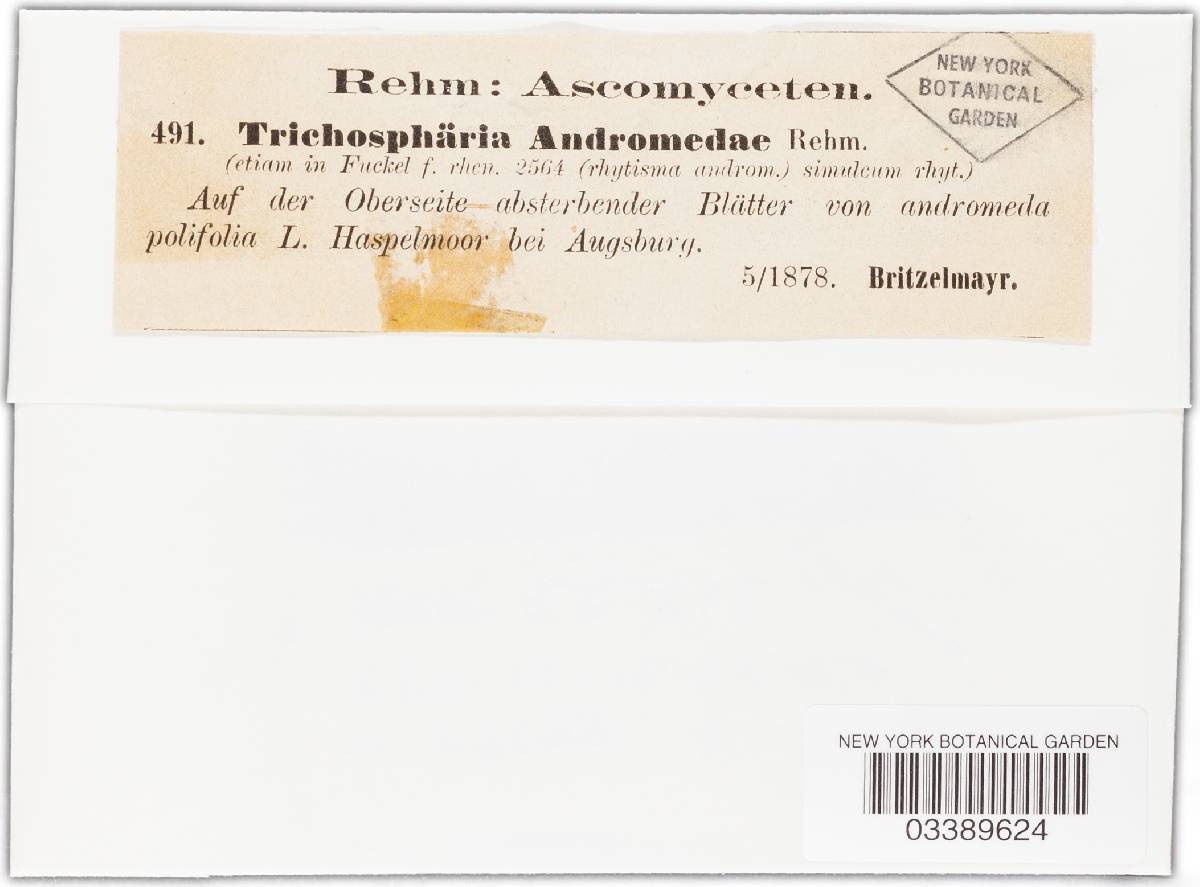 Rehm: Ascomyceten.
NEW YORK
BOTANICAL
GARDEN
491. Trichosphäria Andromedae Rehm.
(etiam in Fuckel f. rhen. 2564 (rhytisma androm.) simulcum rhyt.)
Auf der Oberseite absterbender Blätter von andromeda
polifolia L. Haspelmoor bei Augsburg.
5/1878. Britzelmayr.
NEW YORK BOTANICAL GARDEN
03389624